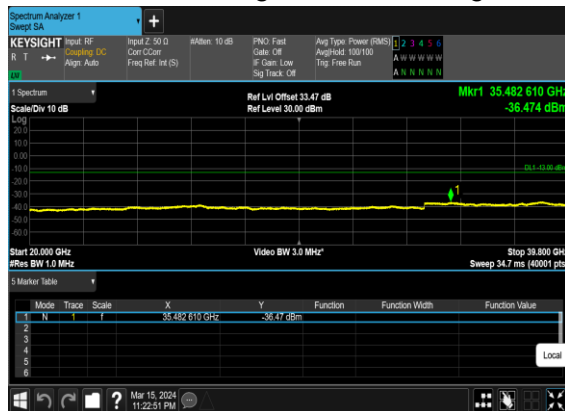 Spectrum Analyzer 1
Swept SA
KEYSIGHT Input: RF Input Z: 50 Ω #Atten: 10 dB PNO: Fast Avg Type: Power (RMS) 1 2 3 4 5 6
R T Coupling: DC Corr CCorr Gate: Off Avg|Hold: 100/100 A W W W W W
Align: Auto Freq Ref: Int (S) IF Gain: Low Trig: Free Run
LW Sig Track: Off A N N N N N
1 Spectrum Ref Lvl Offset 33.47 dB Mkr1 35.482 610 GHz
Scale/Div 10 dB Ref Level 30.00 dBm -36.474 dBm
Log
20.0
10.0
0.00
-10.0 DL1 -13.00 dBm
-20.0
-30.0 1
-40.0
-50.0
-60.0
Start 20.000 GHz Video BW 3.0 MHz* Stop 39.800 GHz
#Res BW 1.0 MHz Sweep 34.7 ms (40001 pts)
5 Marker Table
Mode Trace Scale X Y Function Function Width Function Value
1 N 1 f 35.482 610 GHz -36.47 dBm
2
3
4
5 Local
6
? Mar 15, 2024
11:22:51 PM